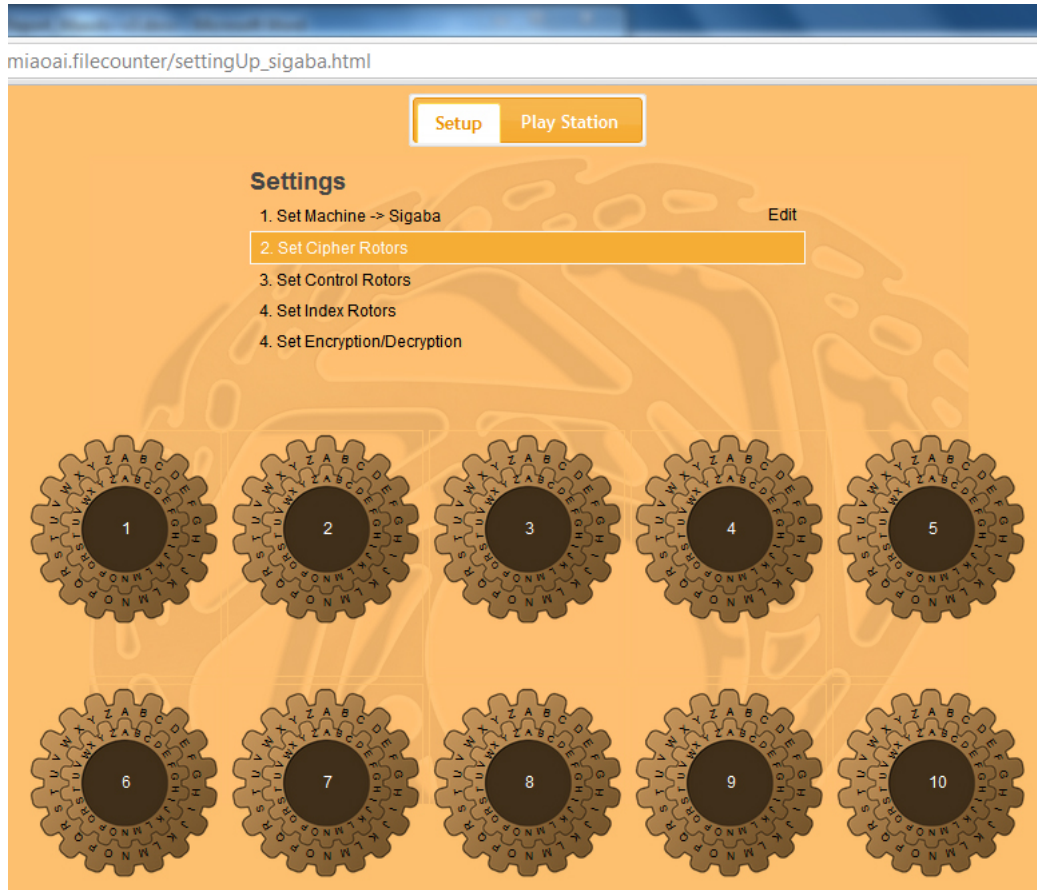 miaoai.filecounter/settingUp_sigaba.html
Setup Play Station
Settings
1. Set Machine -> Sigaba Edit
2. Set Cipher Rotors
3. Set Control Rotors
4. Set Index Rotors
4. Set Encryption/Decryption
1 2 3 4 5
6 7 8 9 10